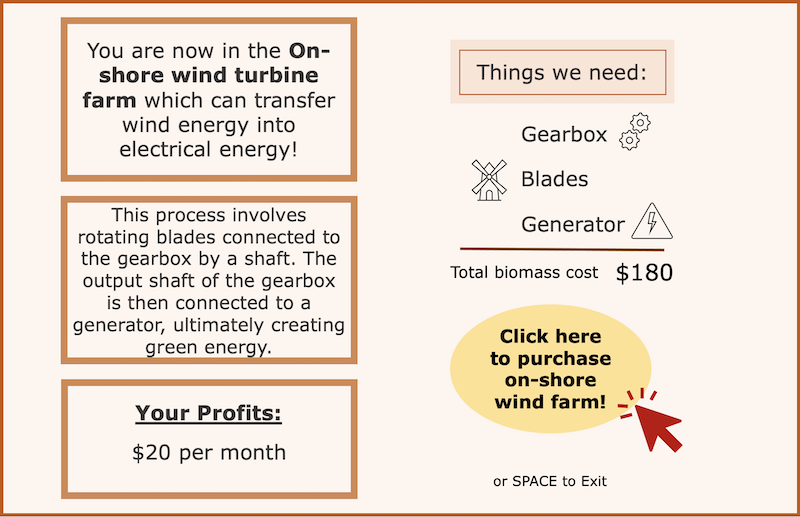 You are now in the On-
shore wind turbine
farm which can transfer
wind energy into
electrical energy!
This process involves
rotating blades connected to
the gearbox by a shaft. The
output shaft of the gearbox
is then connected to a
generator, ultimately creating
green energy.
Your Profits:
$20 per month
Things we need:
Gearbox
Blades
Generator
Total biomass cost $180
Click here
to purchase
on-shore
wind farm!
or SPACE to Exit